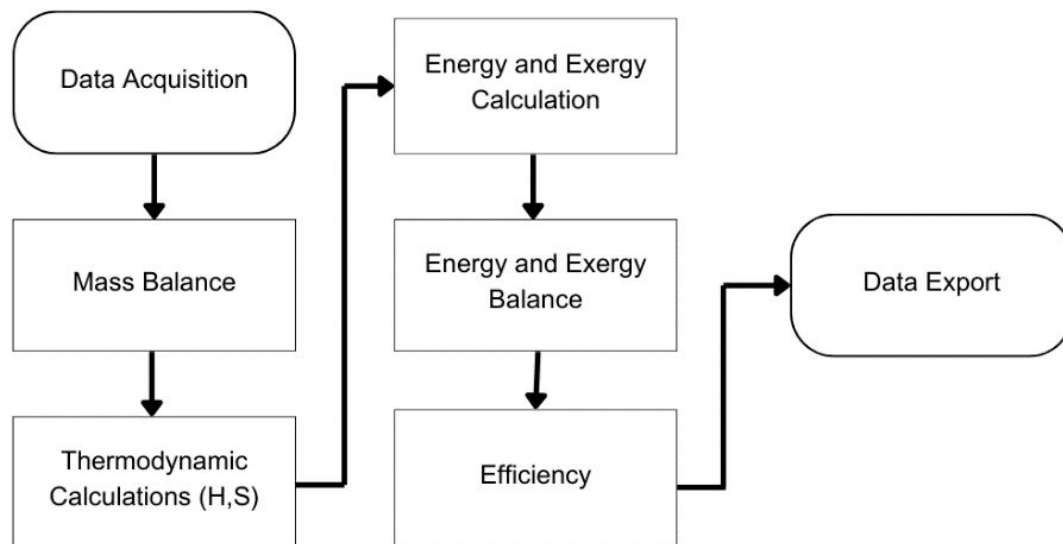 Data Acquisition
Mass Balance
Thermodynamic
Calculations (H,S)
Energy and Exergy
Calculation
Energy and Exergy
Balance
Efficiency
Data Export